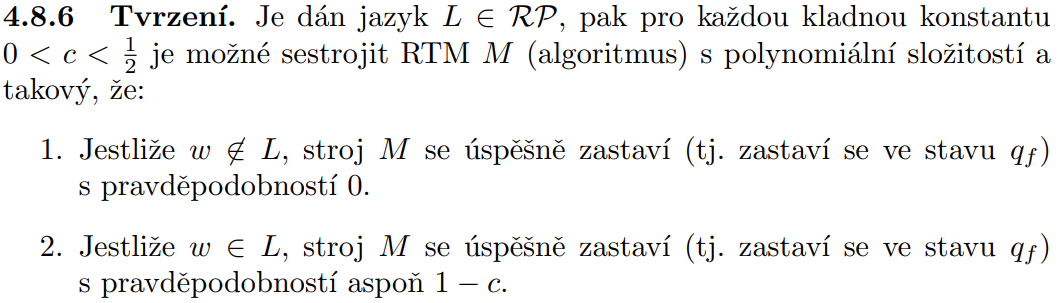 4.8.6 Tvrzení. Je dán jazyk L ∈ RP, pak pro každou kladnou konstantu
0 < c < 1/2 je možné sestrojit RTM M (algoritmus) s polynomiální složitostí a
takový, že:
1. Jestliže w ∉ L, stroj M se úspěšně zastaví (tj. zastaví se ve stavu q_f)
s pravděpodobností 0.
2. Jestliže w ∈ L, stroj M se úspěšně zastaví (tj. zastaví se ve stavu q_f)
s pravděpodobností aspoň 1 − c.